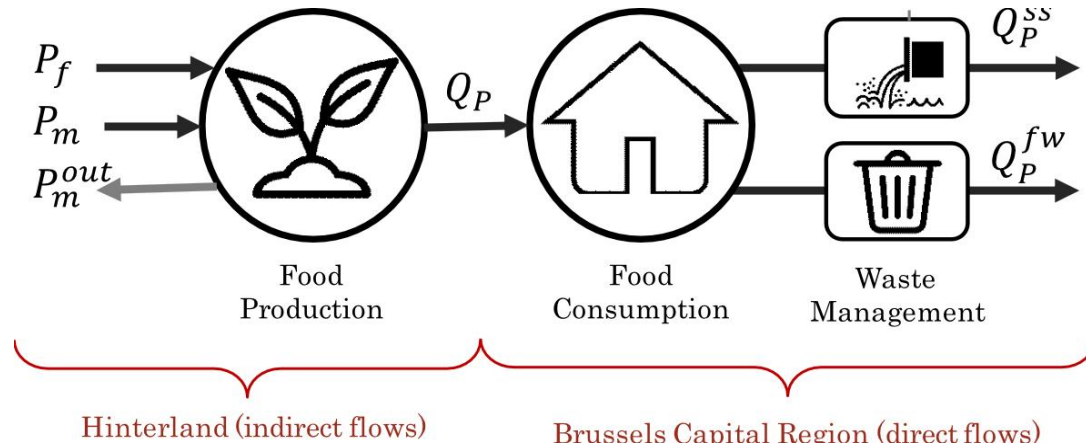 P_f
P_m
P_m^{out}
Q_P
Q_P^{ss}
Q_P^{fw}
Food
Production
Food
Consumption
Waste
Management
Hinterland (indirect flows)
Brussels Capital Region (direct flows)